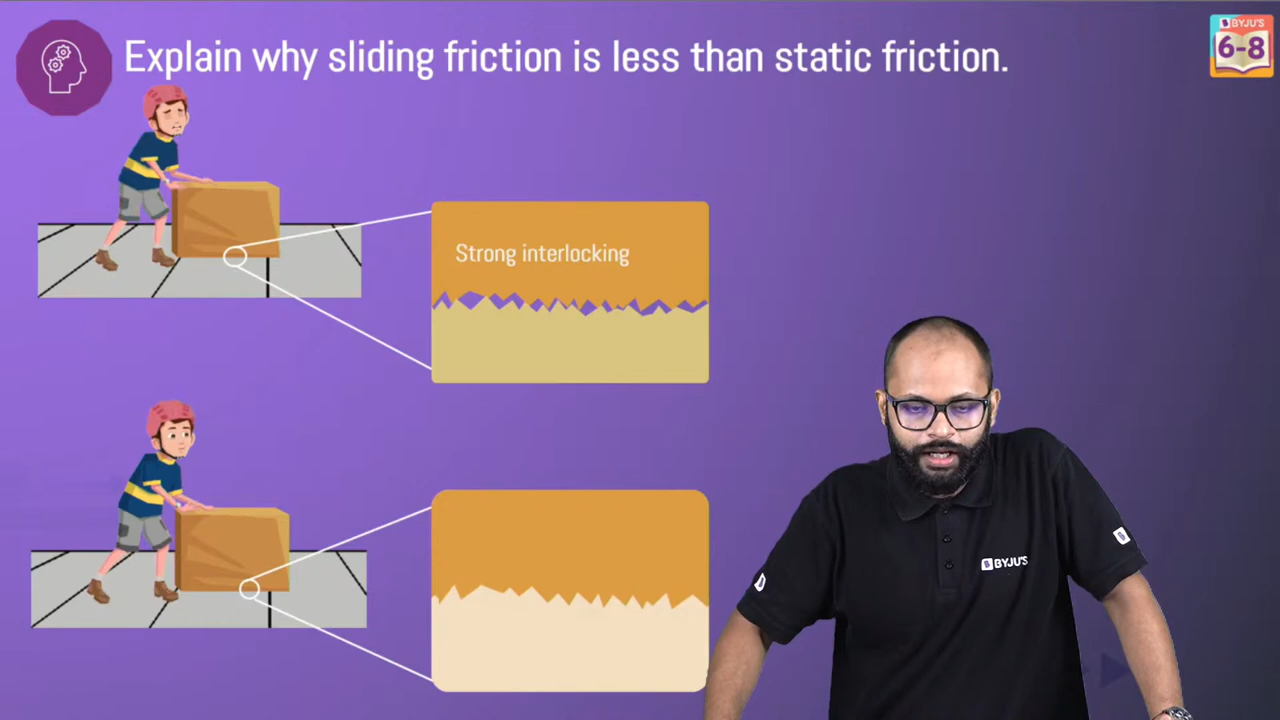 BYJU'S
6-8
Explain why sliding friction is less than static friction.
Strong interlocking
BYJU'S